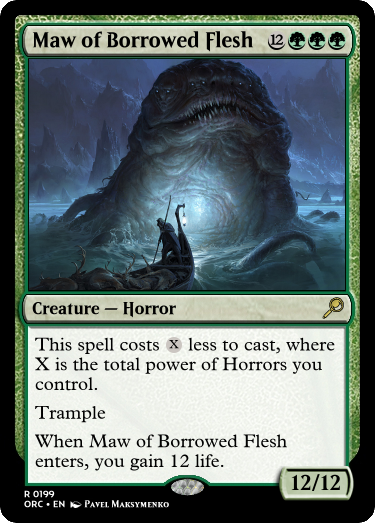 Maw of Borrowed Flesh 12
Creature — Horror
This spell costs X less to cast, where
X is the total power of Horrors you
control.
Trample
When Maw of Borrowed Flesh
enters, you gain 12 life.
12/12
R 0199
ORC • EN Pavel Maksymenko